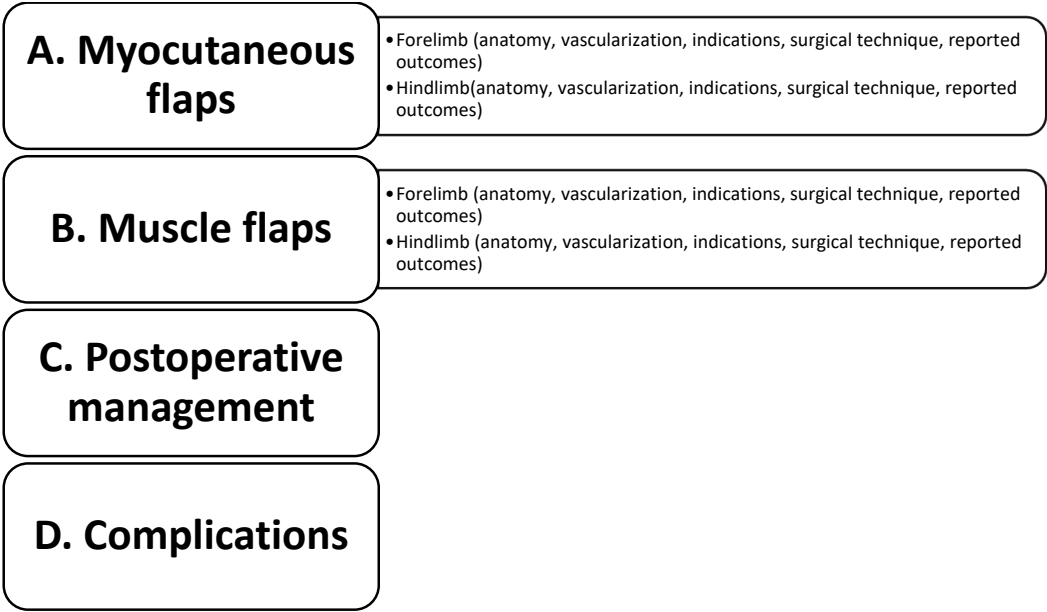 A. Myocutaneous
flaps
•Forelimb (anatomy, vascularization, indications, surgical technique, reported
outcomes)
•Hindlimb(anatomy, vascularization, indications, surgical technique, reported
outcomes)
B. Muscle flaps
•Forelimb (anatomy, vascularization, indications, surgical technique, reported
outcomes)
•Hindlimb (anatomy, vascularization, indications, surgical technique, reported
outcomes)
C. Postoperative
management
D. Complications